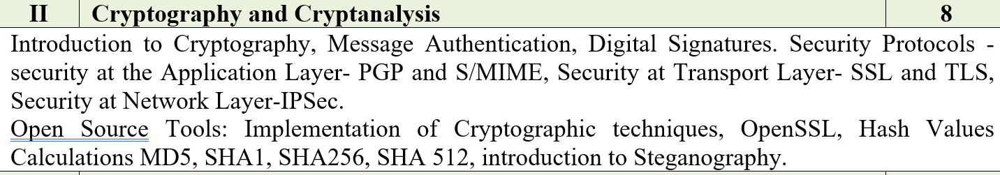 II Cryptography and Cryptanalysis 8
Introduction to Cryptography, Message Authentication, Digital Signatures. Security Protocols -
security at the Application Layer- PGP and S/MIME, Security at Transport Layer- SSL and TLS,
Security at Network Layer-IPSec.
Open Source Tools: Implementation of Cryptographic techniques, OpenSSL, Hash Values
Calculations MD5, SHA1, SHA256, SHA 512, introduction to Steganography.